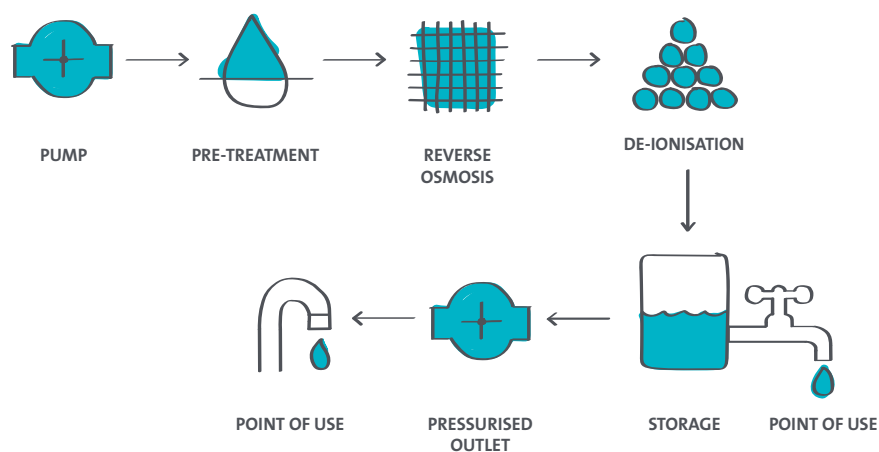 PUMP
PRE-TREATMENT
REVERSE
OSMOSIS
DE-IONISATION
POINT OF USE
PRESSURISED
OUTLET
STORAGE
POINT OF USE